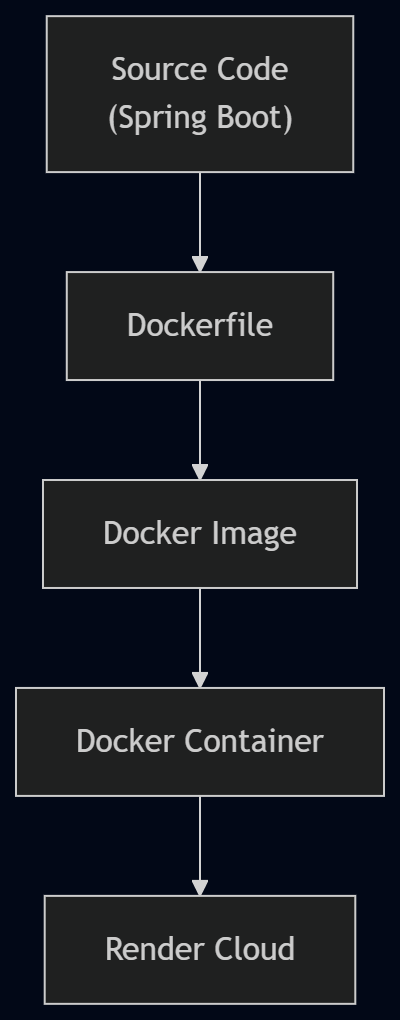 Source Code
(Spring Boot)
Dockerfile
Docker Image
Docker Container
Render Cloud